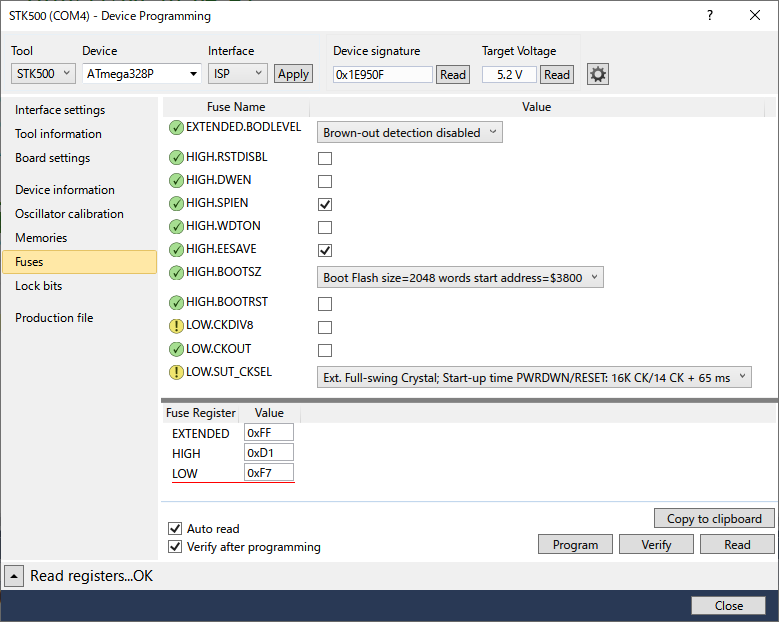 STK500 (COM4) - Device Programming
Tool Device Interface Device signature Target Voltage
STK500 ATmega328P ISP Apply 0x1E950F Read 5.2 V Read
Interface settings
Tool information
Board settings
Device information
Oscillator calibration
Memories
Fuses
Lock bits
Production file
Fuse Name Value
EXTENDED.BODLEVEL Brown-out detection disabled
HIGH.RSTDISBL
HIGH.DWEN
HIGH.SPIEN
HIGH.WDTON
HIGH.EESAVE
HIGH.BOOTSZ Boot Flash size=2048 words start address=$3800
HIGH.BOOTRST
LOW.CKDIV8
LOW.CKOUT
LOW.SUT_CKSEL Ext. Full-swing Crystal; Start-up time PWRDWN/RESET: 16K CK/14 CK + 65 ms
Fuse Register Value
EXTENDED 0xFF
HIGH 0xD1
LOW 0xF7
Copy to clipboard
Auto read
Verify after programming
Program Verify Read
Read registers...OK
Close